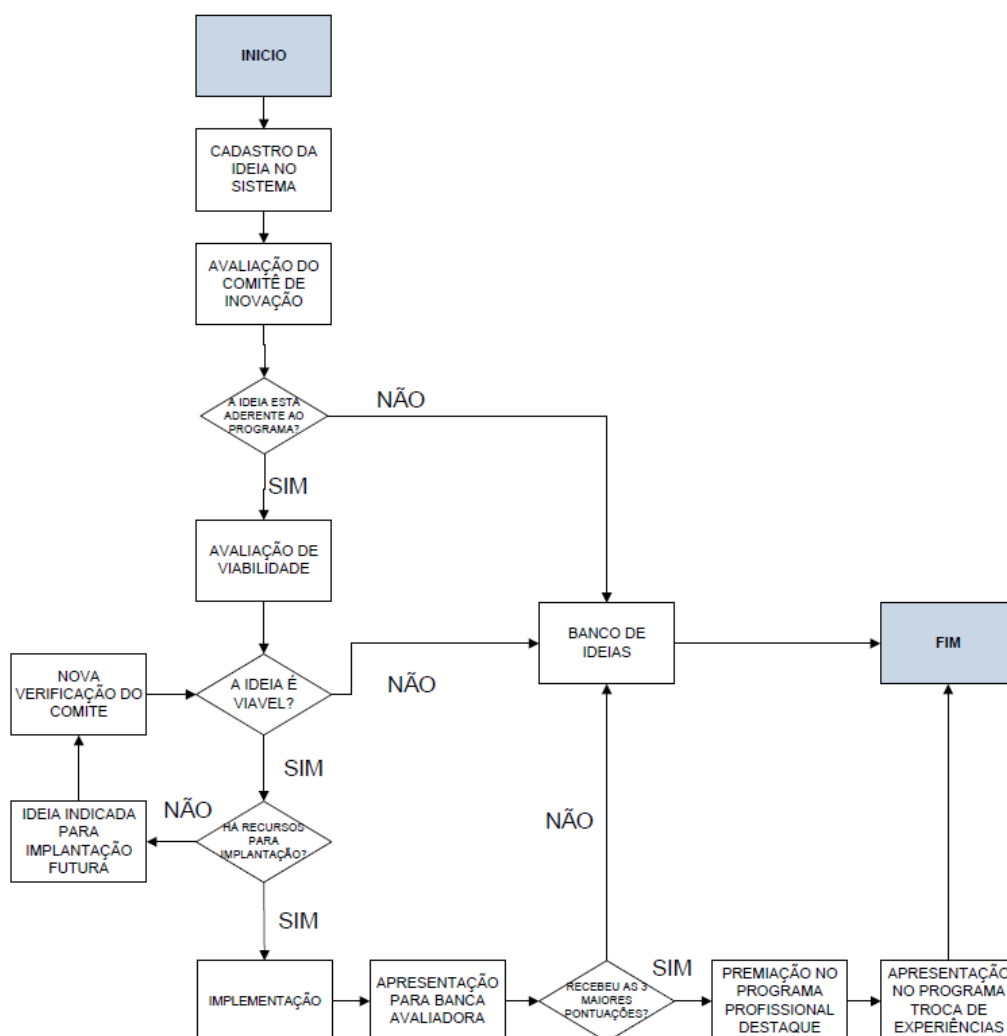 INICIO
CADASTRO DA
IDEIA NO
SISTEMA
AVALIAÇÃO DO
COMITÊ DE
INOVAÇÃO
A IDEIA ESTÁ
ADERENTE AO
PROGRAMA?
NÃO
SIM
AVALIAÇÃO DE
VIABILIDADE
BANCO DE
IDEIAS
FIM
NOVA
VERIFICAÇÃO DO
COMITE
A IDEIA É
VIAVEL?
NÃO
SIM
IDEIA INDICADA
PARA
IMPLANTAÇÃO
FUTURA
NÃO
HÁ RECURSOS
PARA
IMPLANTAÇÃO?
NÃO
SIM
IMPLEMENTAÇÃO
APRESENTAÇÃO
PARA BANCA
AVALIADORA
RECEBEU AS 3
MAIORES
PONTUAÇÕES?
SIM
PREMIAÇÃO NO
PROGRAMA
PROFISSIONAL
DESTAQUE
APRESENTAÇÃO
NO PROGRAMA
TROCA DE
EXPERIÊNCIAS